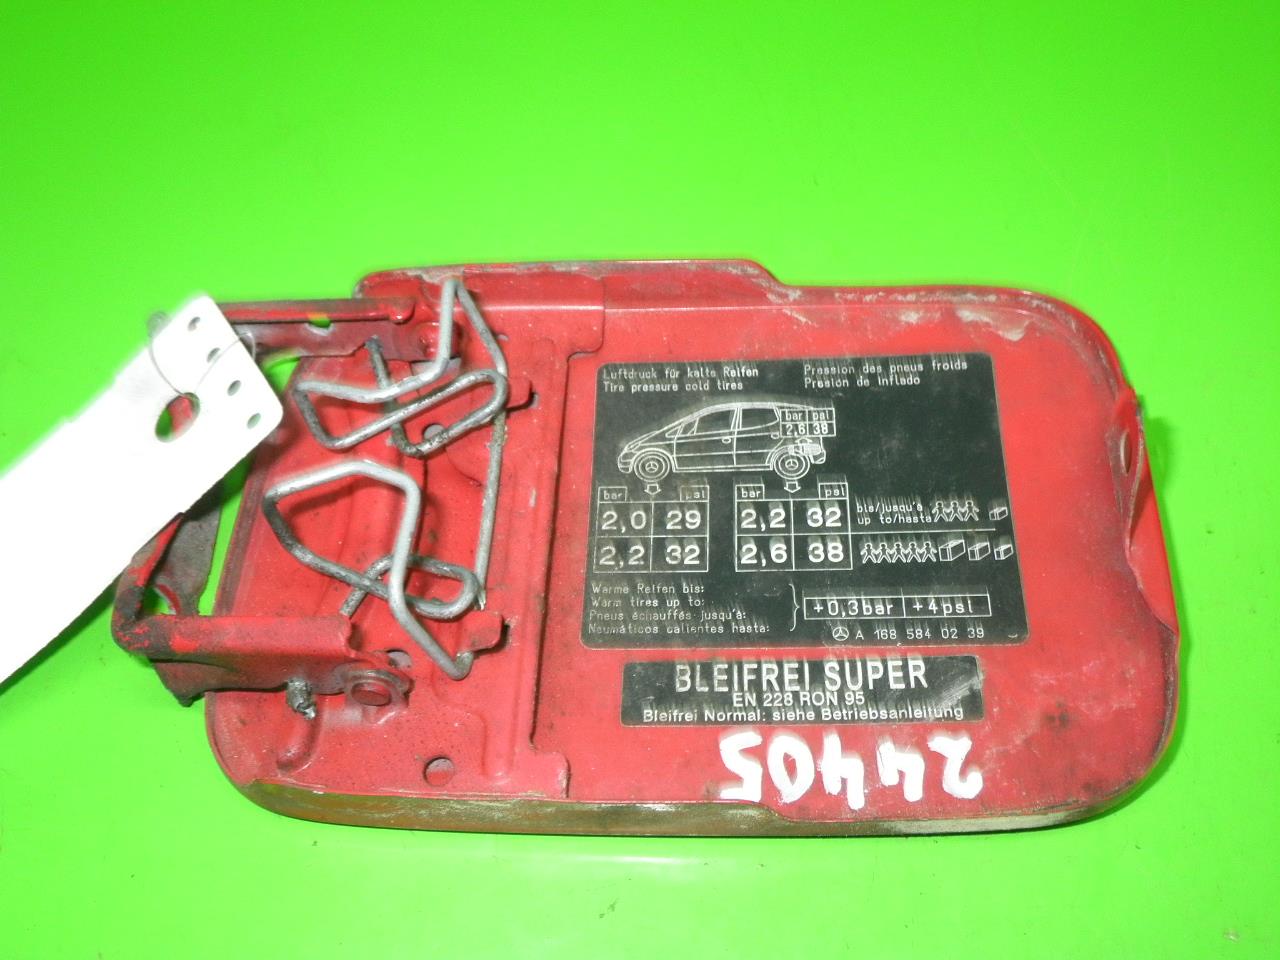 Luftdruck für kalte Reifen Pression des pneus froids
Tire pressure cold tires Presión de inflado
bar psi
2,6 38
bar psi bar psi
2,0 29 2,2 32 bis/jusqu'à
up to/hasta
2,2 32 2,6 38
Warme Reifen bis:
Warm tires up to:
Pneus échauffés jusqu'à:
Neumáticos calientes hasta:
+0,3bar +4psi
A 168 584 02 39
BLEIFREI SUPER
EN 228 RON 95
Bleifrei Normal: siehe Betriebsanleitung
24405